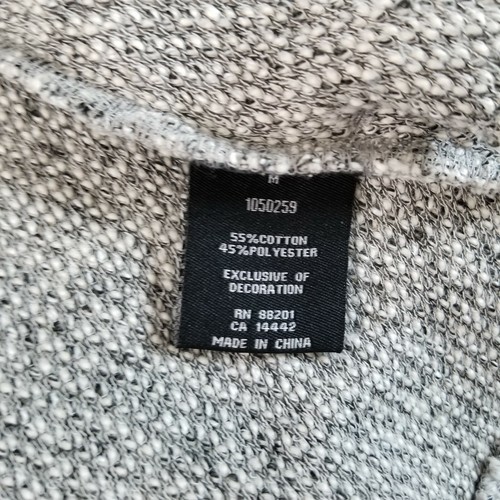 M
1050259
55%COTTON
45%POLYESTER
EXCLUSIVE OF
DECORATION
RN 88201
CA 14442
MADE IN CHINA